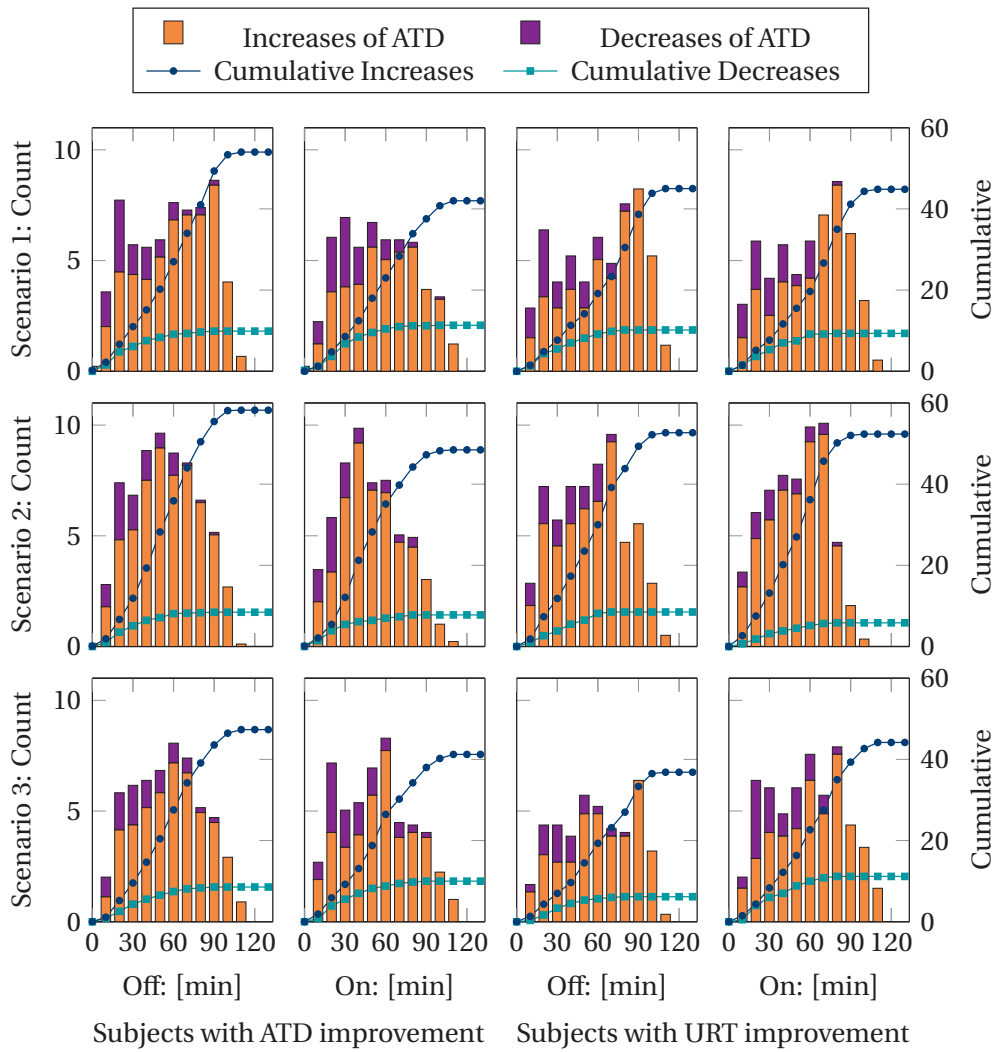 Increases of ATD Decreases of ATD
Cumulative Increases Cumulative Decreases
Scenario 1: Count
10
5
0
60
40
20
0
Cumulative
Scenario 2: Count
10
5
0
60
40
20
0
Cumulative
Scenario 3: Count
10
5
0
60
40
20
0
Cumulative
0 30 60 90 120 0 30 60 90 120 0 30 60 90 120 0 30 60 90 120
Off: [min] On: [min] Off: [min] On: [min]
Subjects with ATD improvement Subjects with URT improvement